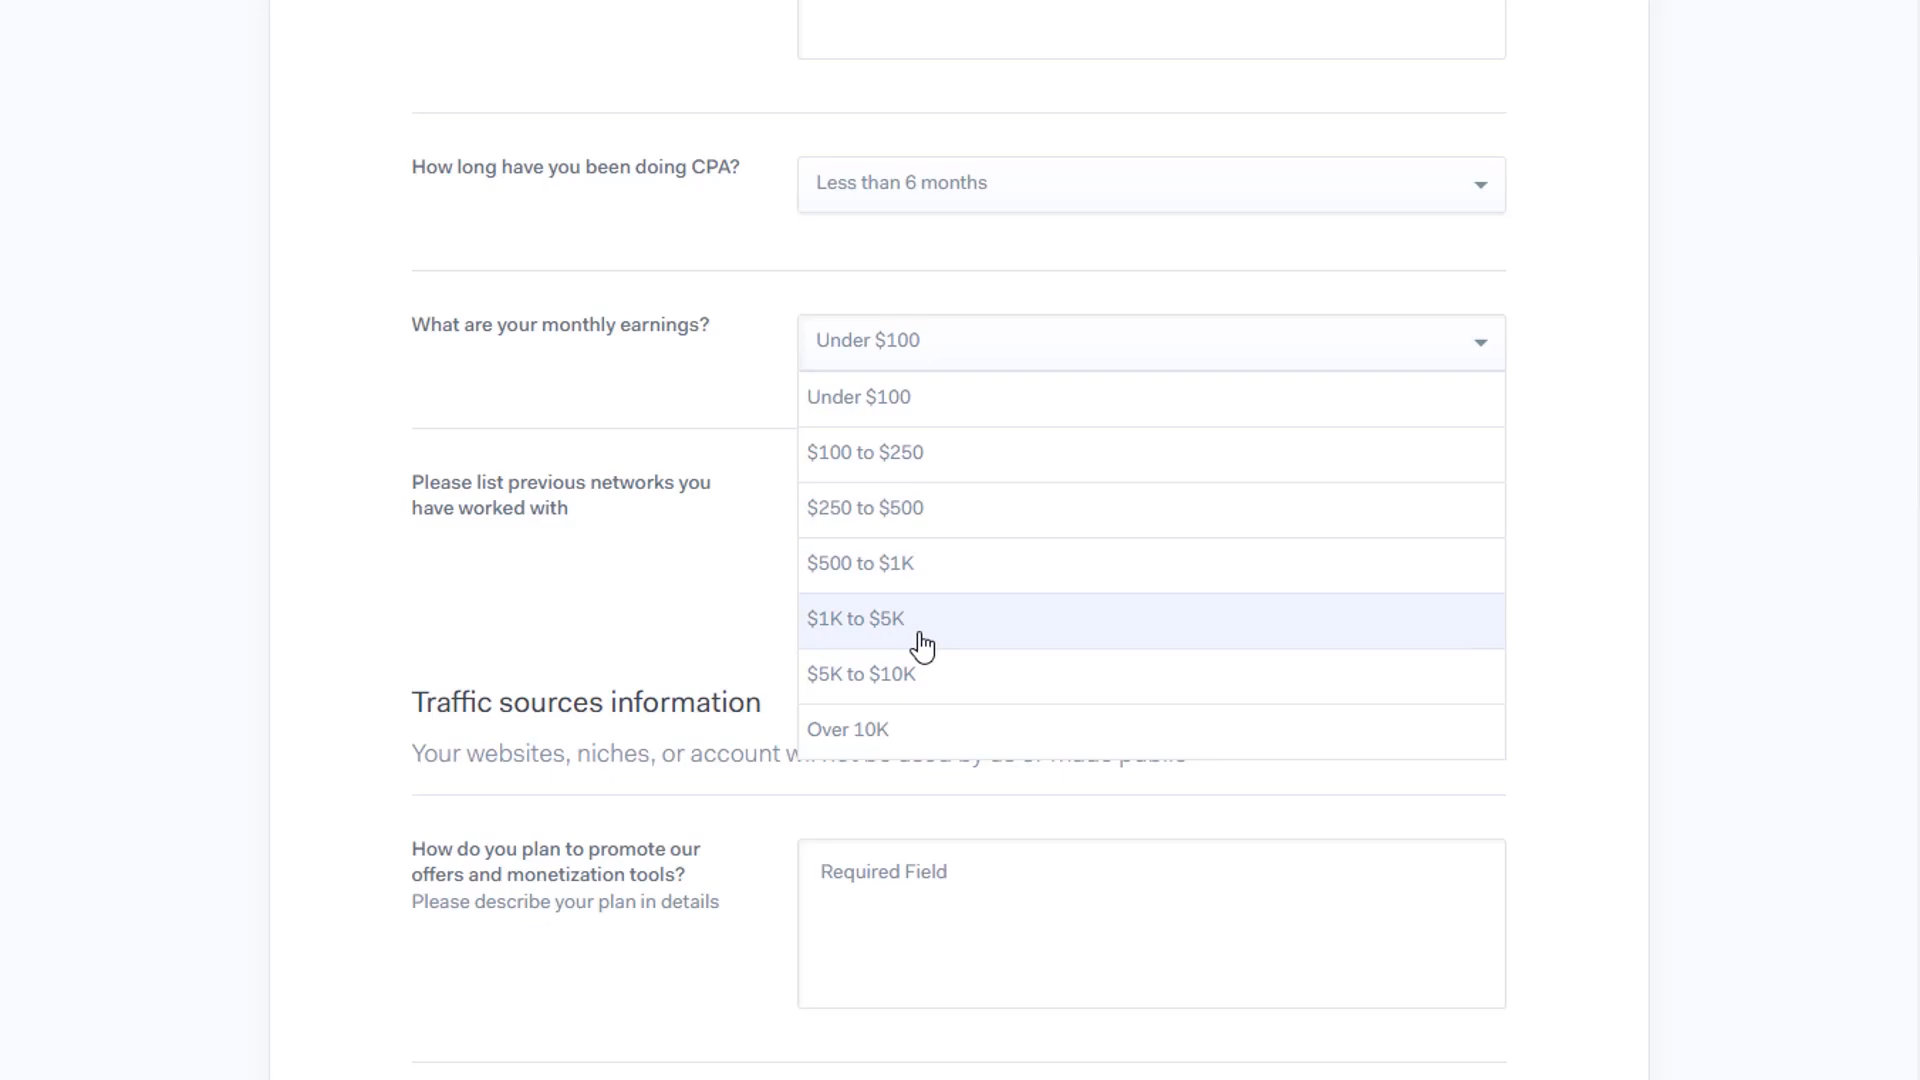 How long have you been doing CPA?
Less than 6 months
What are your monthly earnings?
Under $100
Under $100
$100 to $250
$250 to $500
$500 to $1K
$1K to $5K
$5K to $10K
Over 10K
Please list previous networks you
have worked with
Traffic sources information
Your websites, niches, or account will not be used by us or made public
How do you plan to promote our
offers and monetization tools?
Please describe your plan in details
Required Field